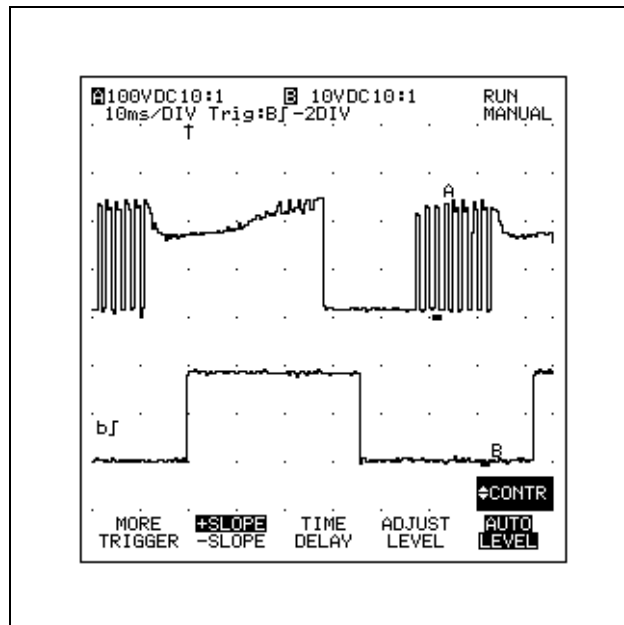 A 100VDC10:1 B 10VDC10:1 RUN
10ms/DIV Trig:B∫-2DIV MANUAL
A
b∫
B
♦CONTR
MORE TRIGGER
+SLOPE -SLOPE
TIME DELAY
ADJUST LEVEL
AUTO LEVEL